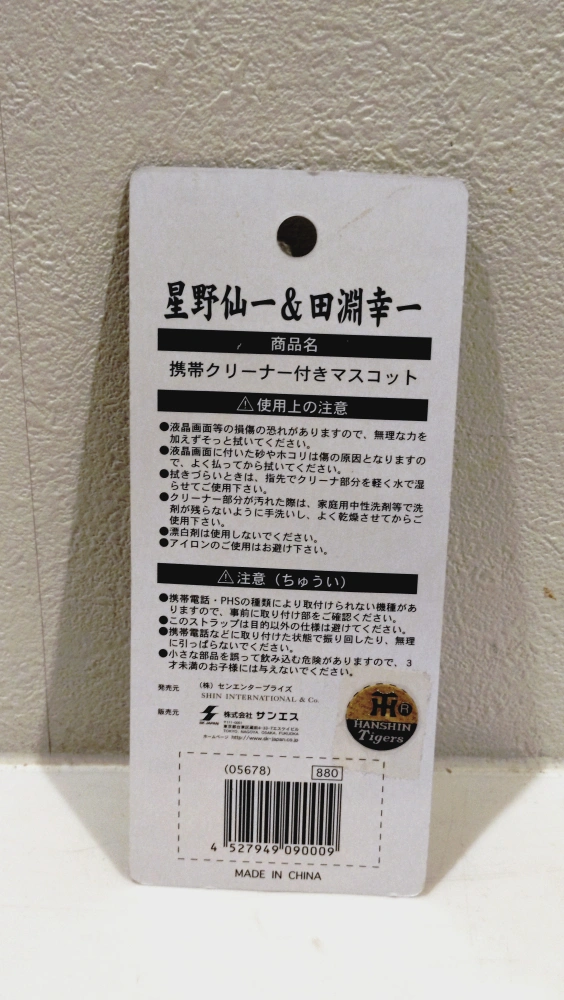 星野仙一&田淵幸一
商品名
携帯クリーナー付きマスコット
⚠使用上の注意
●液晶画面等の損傷の恐れがありますので、無理な力を
加えずそっと拭いてください。
●液晶画面に付いた砂やホコリは傷の原因となりますの
で、よく払ってから拭いてください。
●拭きづらいときは、指先でクリーナ部分を軽く水で湿
らせてご使用下さい。
●クリーナー部分が汚れた際は、家庭用中性洗剤等で洗
剤が残らないように手洗いし、よく乾燥させてからご
使用下さい。
●漂白剤は使用しないでください。
●アイロンのご使用はお避け下さい。
⚠注意(ちゅうい)
●携帯電話・PHSの種類により取付けられない機種があ
りますので、事前に取り付け部をご確認ください。
●このストラップは目的以外の仕様は避けてください。
●携帯電話などに取り付けた状態で振り回したり、無理
に引っぱらないでください。
●小さな部品を誤って飲み込む危険がありますので、3
才未満のお子様には与えないでください。
発売元 (株)センエンタープライズ
SHIN INTERNATIONAL & Co.
販売元 株式会社 サンエス
TOKYO, NAGOYA, OSAKA, FUKUOKA
ホームページ http://www.dir-japan.co.jp
HANSHIN
Tigers
(05678) 880
4 527949 090009
MADE IN CHINA